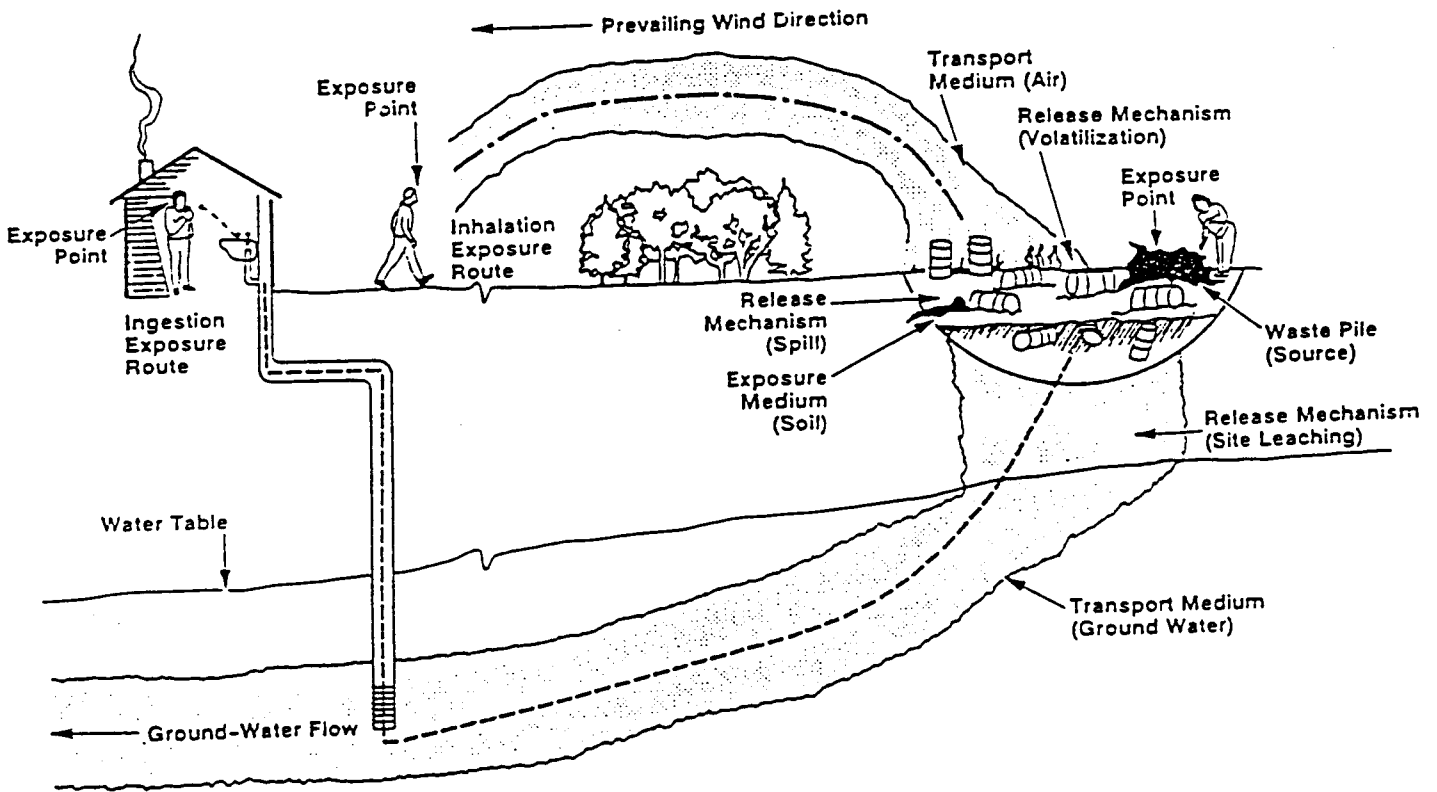 Prevailing Wind Direction
Exposure
Point
Transport
Medium (Air)
Release Mechanism
(Volatilization)
Exposure
Point
Exposure
Point
Inhalation
Exposure
Route
Ingestion
Exposure
Route
Release
Mechanism
(Spill)
Waste Pile
(Source)
Exposure
Medium
(Soil)
Release Mechanism
(Site Leaching)
Water Table
Transport Medium
(Ground Water)
Ground-Water Flow